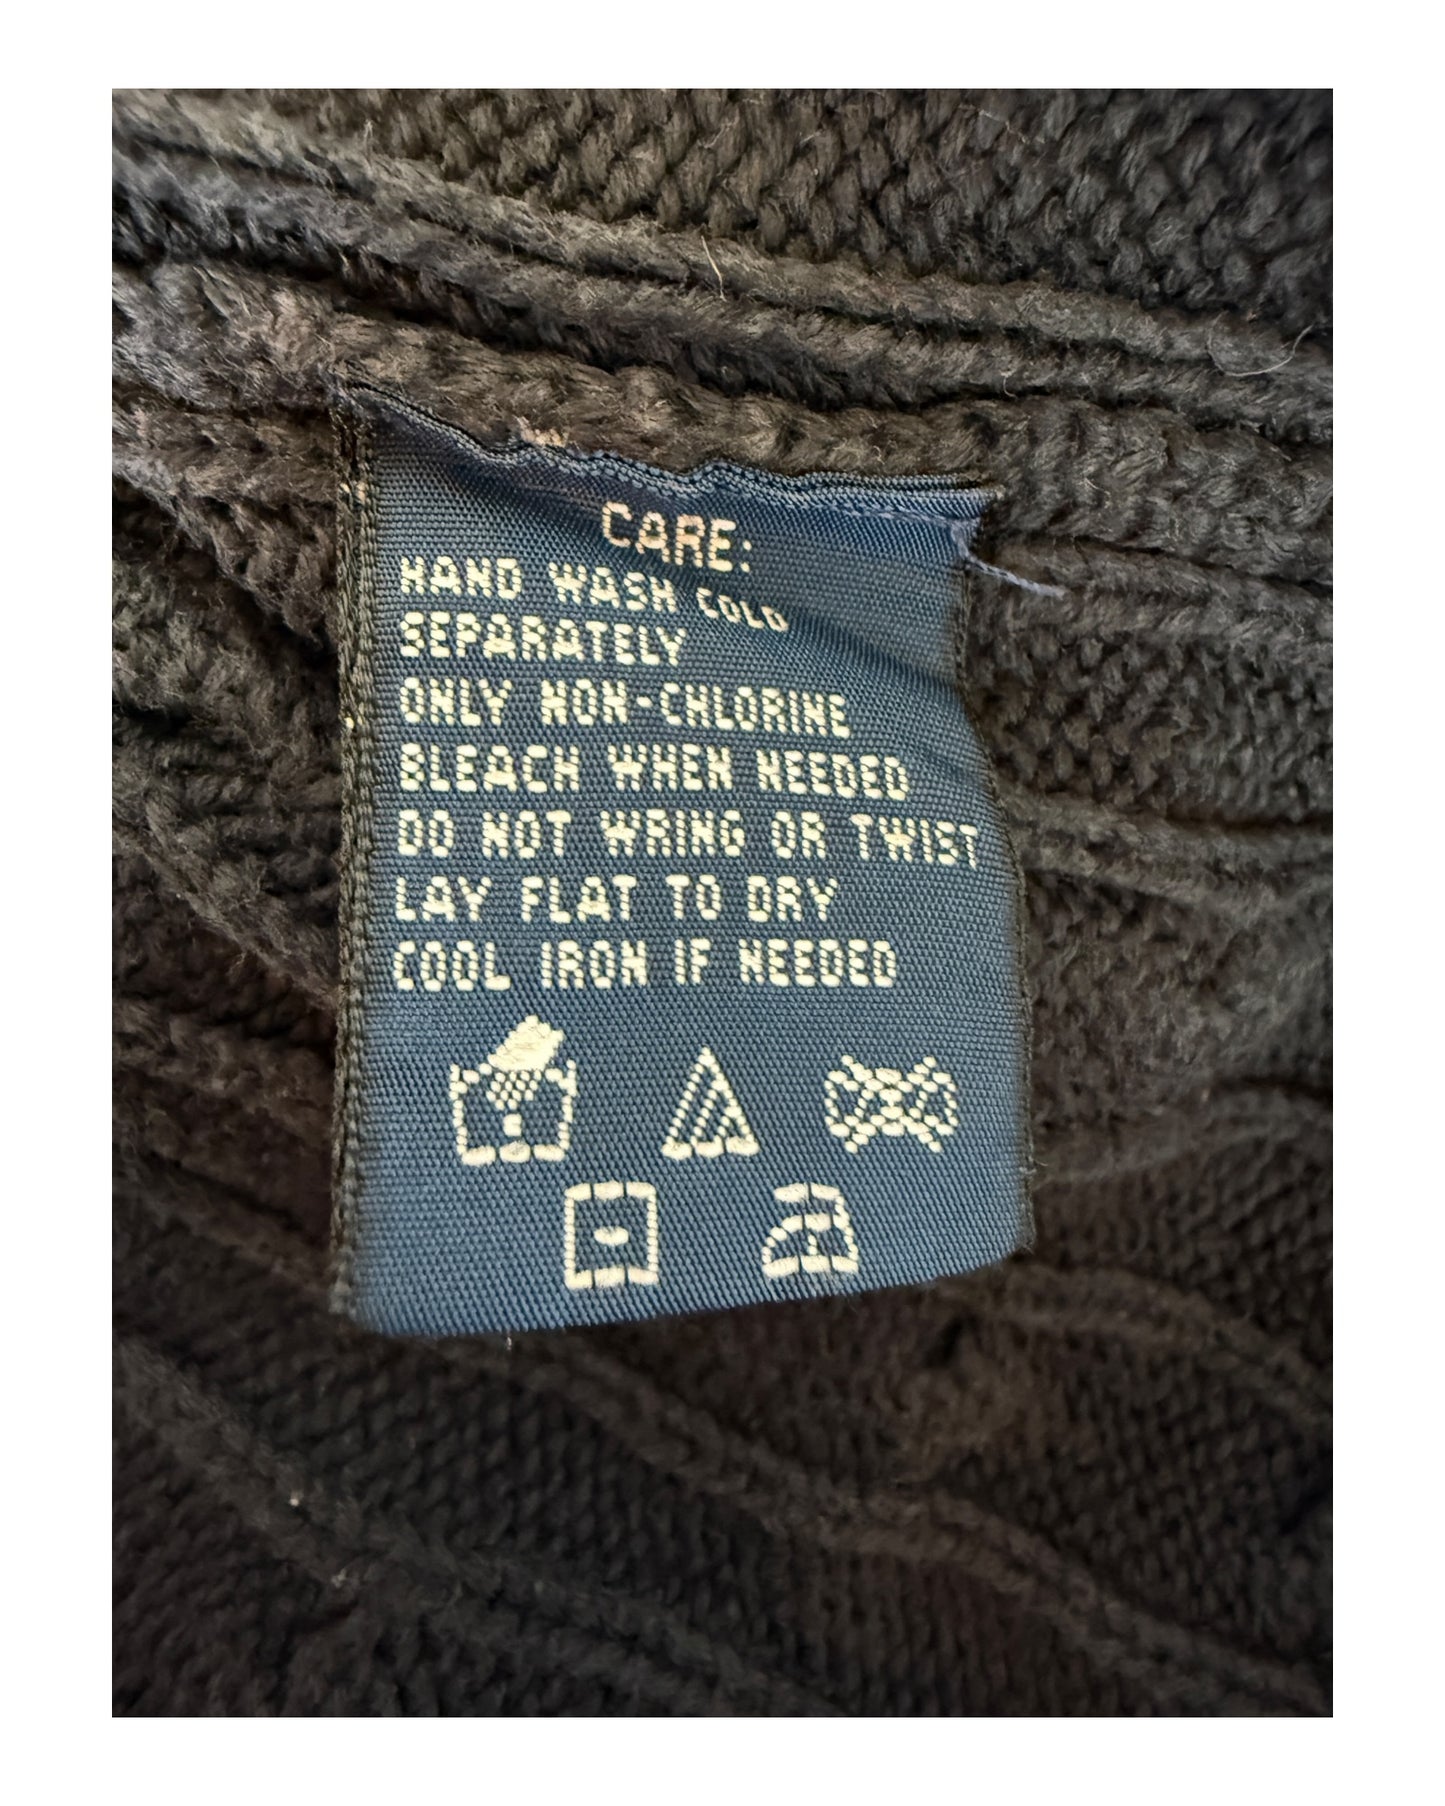 CARE:
HAND WASH COLD
SEPARATELY
ONLY NON-CHLORINE
BLEACH WHEN NEEDED
DO NOT WRING OR TWIST
LAY FLAT TO DRY
COOL IRON IF NEEDED